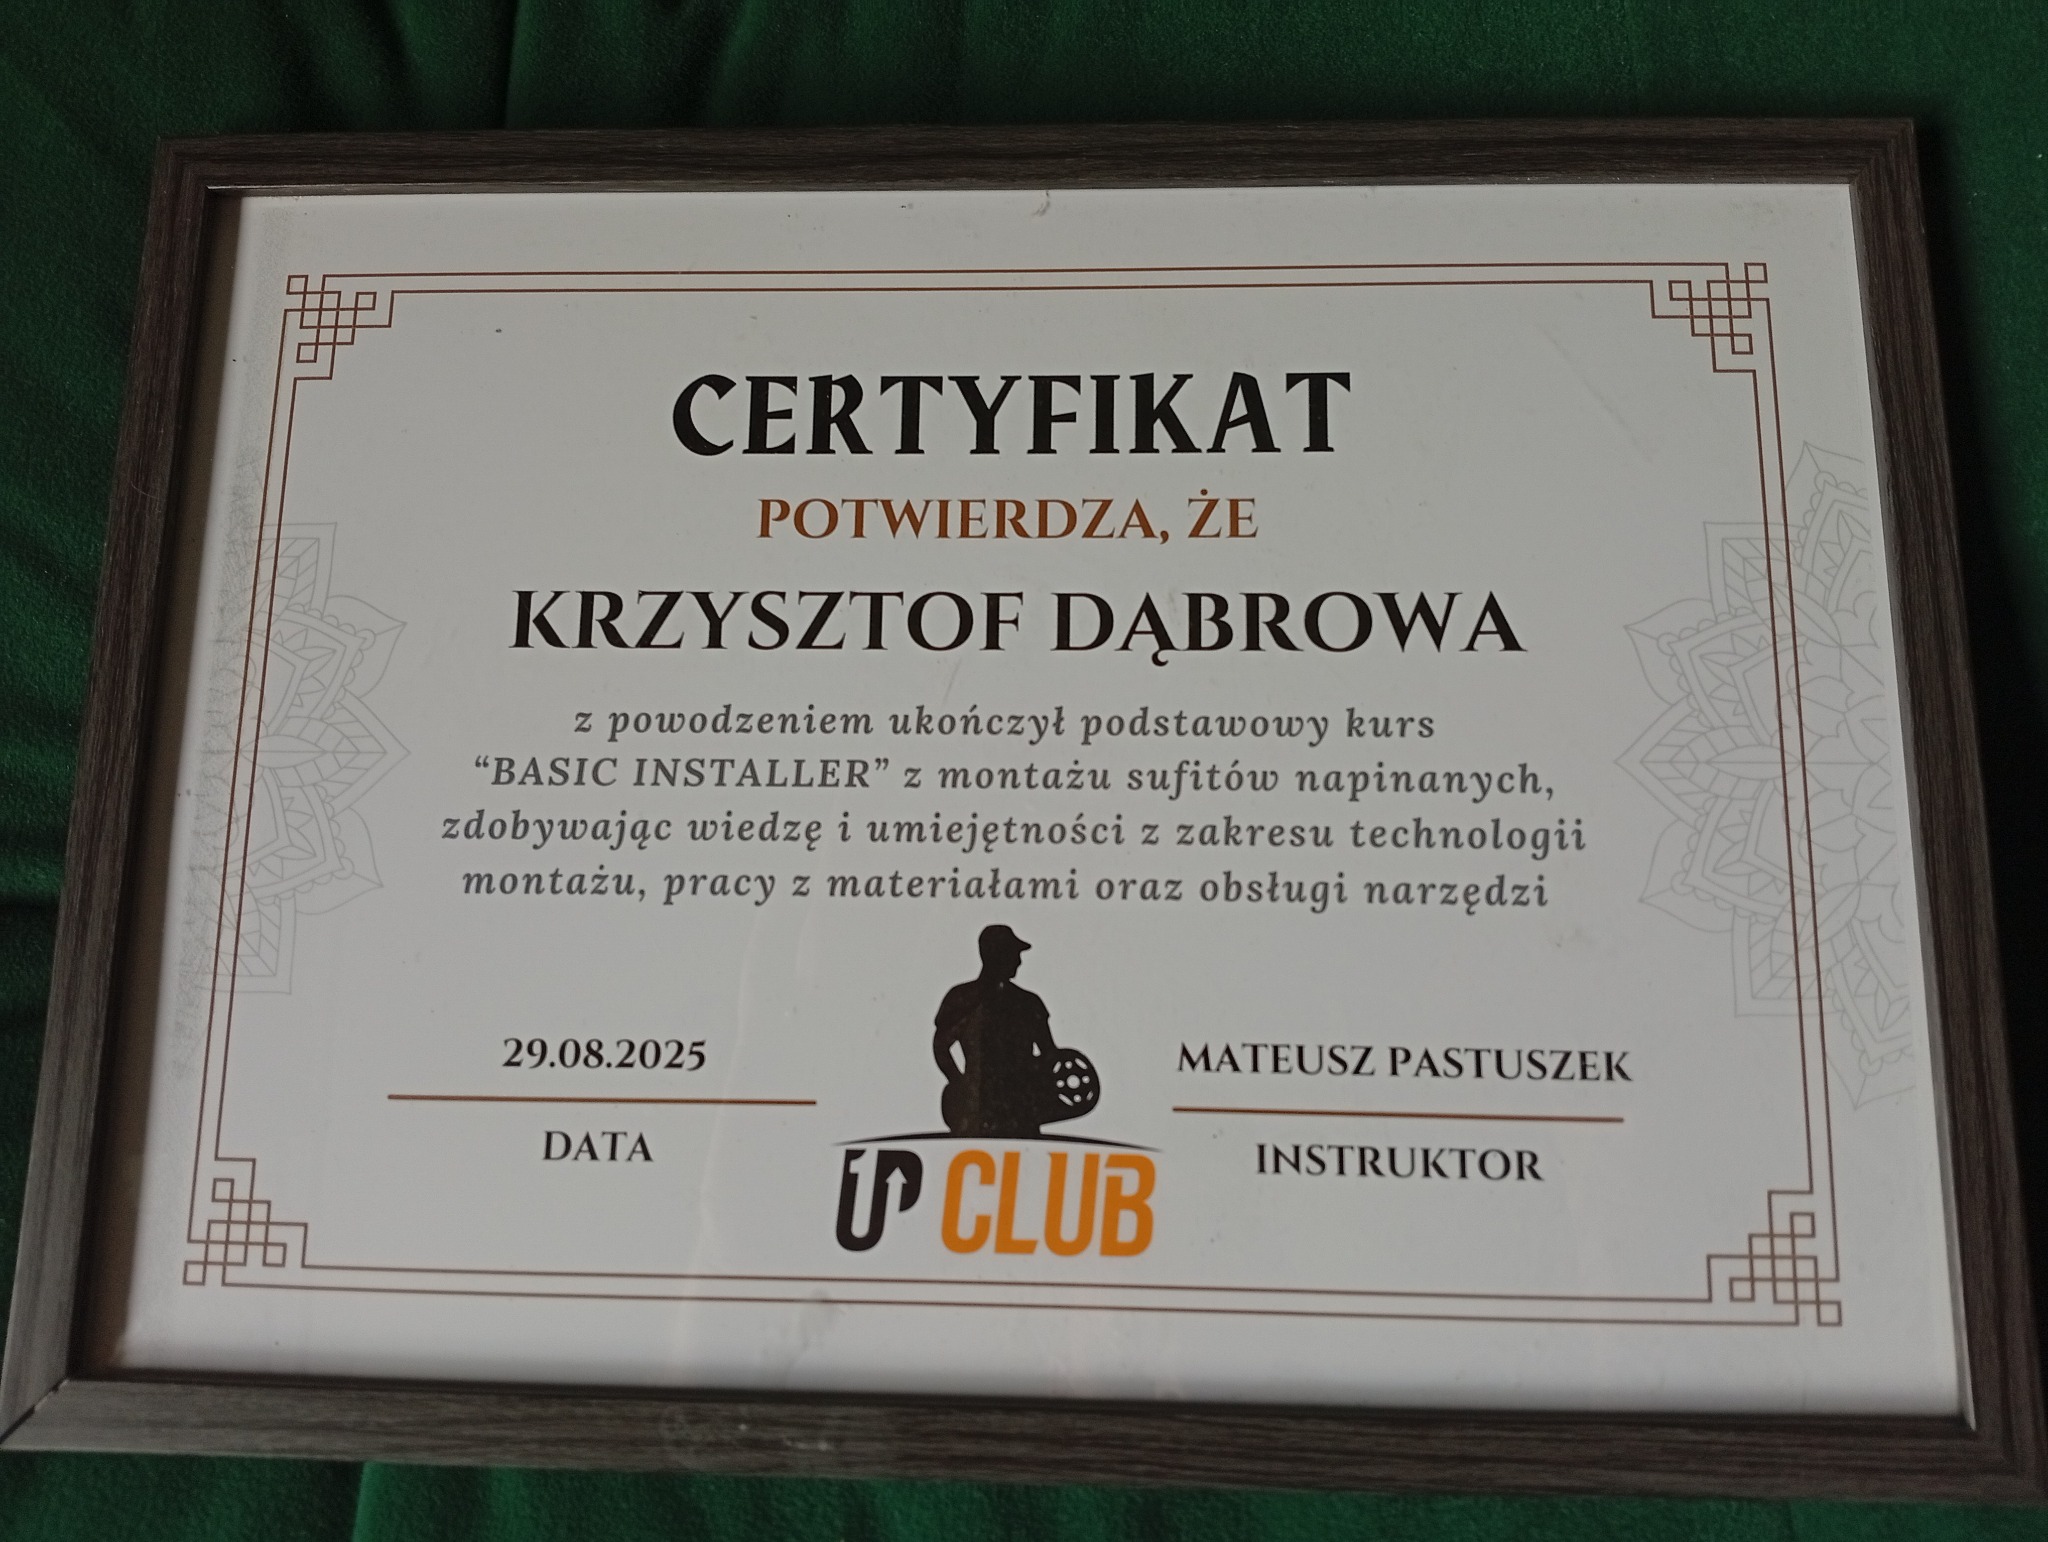 CERTYFIKAT
POTWIERDZA, ŻE
KRZYSZTOF DĄBROWA
z powodzeniem ukończył podstawowy kurs
“BASIC INSTALLER” z montażu sufitów napinanych,
zdobywając wiedzę i umiejętności z zakresu technologii
montażu, pracy z materiałami oraz obsługi narzędzi
29.08.2025
DATA
MATEUSZ PASTUSZEK
INSTRUKTOR
UP CLUB